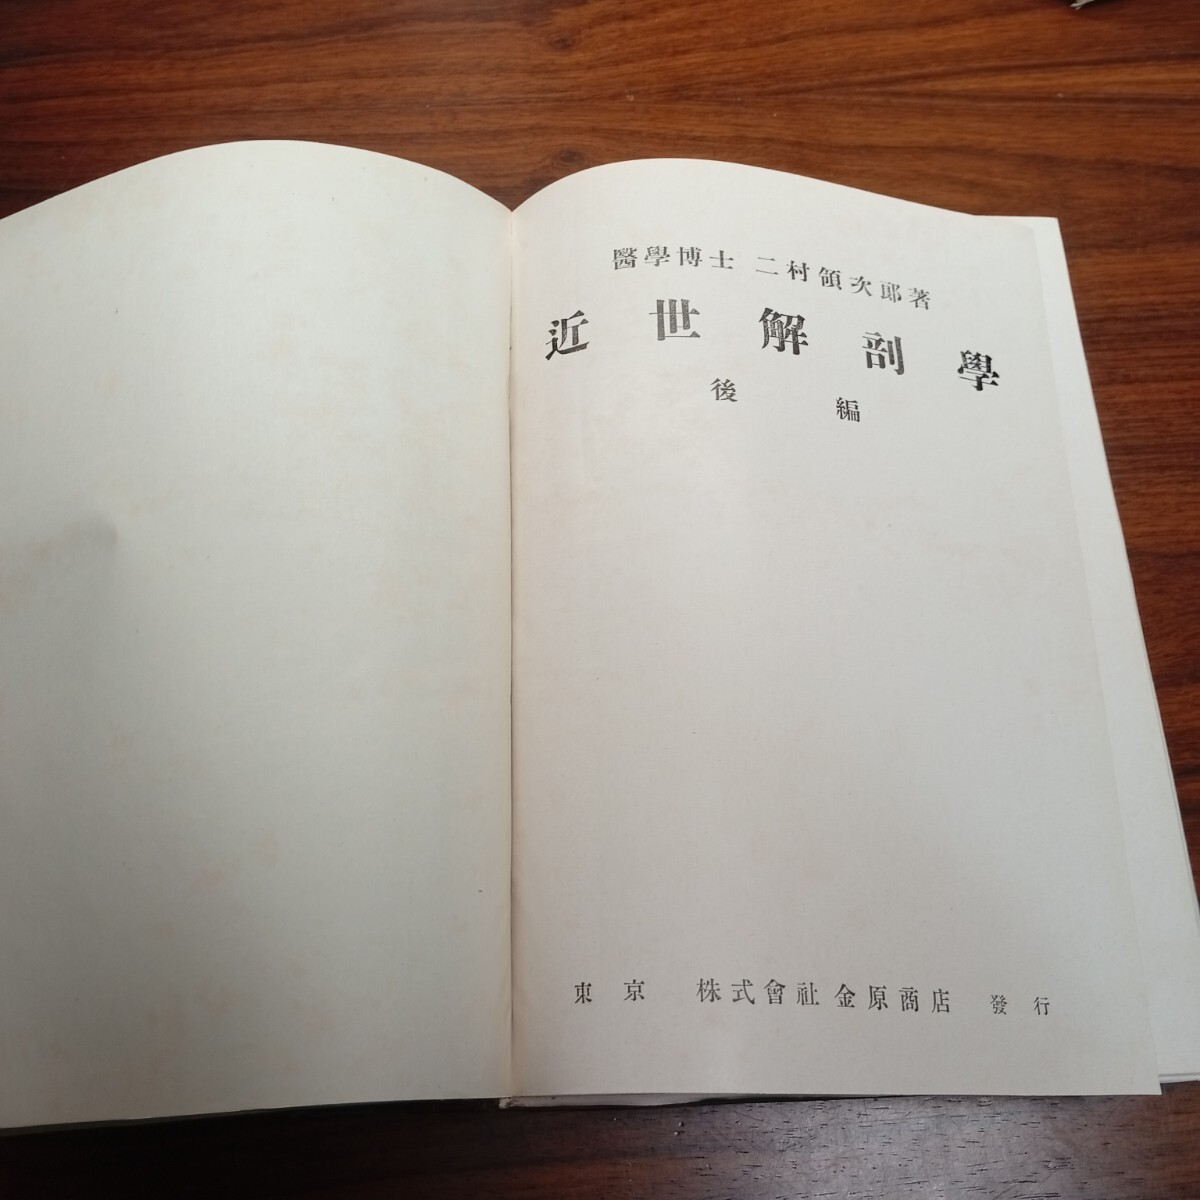 醫學博士 二村領次郎著
近世解剖學
後編
東京 株式會社金原商店 發行